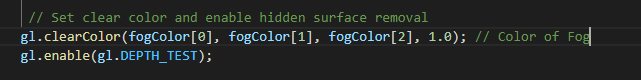 // Set clear color and enable hidden surface removal
gl.clearColor(fogColor[0], fogColor[1], fogColor[2], 1.0); // Color of Fog
gl.enable(gl.DEPTH_TEST);